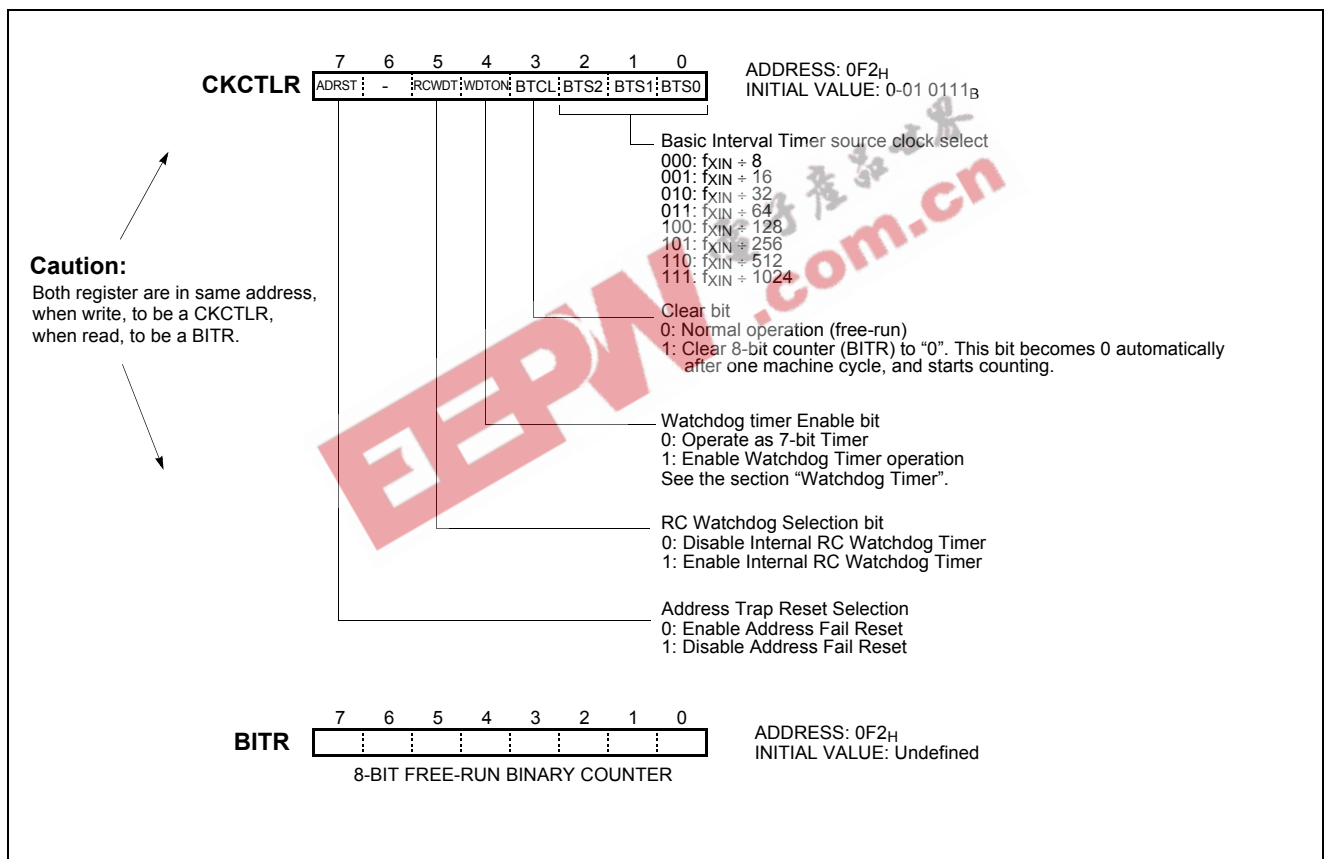 7 6 5 4 3 2 1 0
CKCTLR ADRST - RCWDT WDTON BTCL BTS2 BTS1 BTS0
ADDRESS: 0F2H
INITIAL VALUE: 0-01 0111B
Basic Interval Timer source clock select
000: fXIN ÷ 8
001: fXIN ÷ 16
010: fXIN ÷ 32
011: fXIN ÷ 64
100: fXIN ÷ 128
101: fXIN ÷ 256
110: fXIN ÷ 512
111: fXIN ÷ 1024
Caution:
Both register are in same address,
when write, to be a CKCTLR,
when read, to be a BITR.
Clear bit
0: Normal operation (free-run)
1: Clear 8-bit counter (BITR) to “0”. This bit becomes 0 automatically
after one machine cycle, and starts counting.
Watchdog timer Enable bit
0: Operate as 7-bit Timer
1: Enable Watchdog Timer operation
See the section “Watchdog Timer”.
RC Watchdog Selection bit
0: Disable Internal RC Watchdog Timer
1: Enable Internal RC Watchdog Timer
Address Trap Reset Selection
0: Enable Address Fail Reset
1: Disable Address Fail Reset
7 6 5 4 3 2 1 0
BITR
ADDRESS: 0F2H
INITIAL VALUE: Undefined
8-BIT FREE-RUN BINARY COUNTER
EEPW .com.cn
產品世界